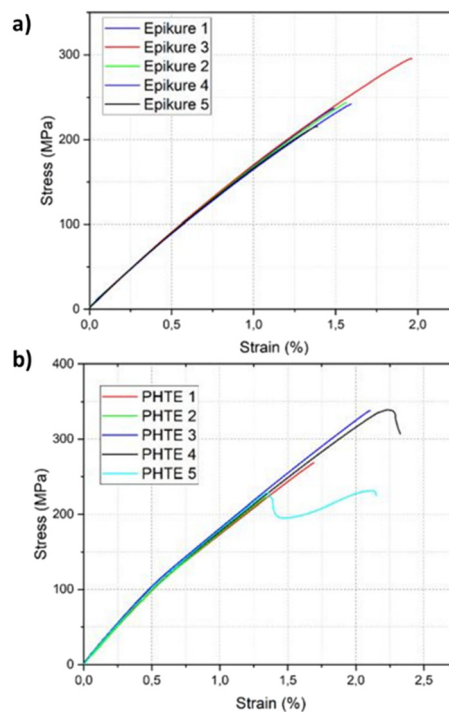 a)
Epikure 1
Epikure 3
Epikure 2
Epikure 4
Epikure 5
Stress (MPa)
300
200
100
0
0,0 0,5 1,0 1,5 2,0
Strain (%)
b)
400
PHTE 1
PHTE 2
PHTE 3
PHTE 4
PHTE 5
Stress (MPa)
300
200
100
0
0,0 0,5 1,0 1,5 2,0 2,5
Strain (%)